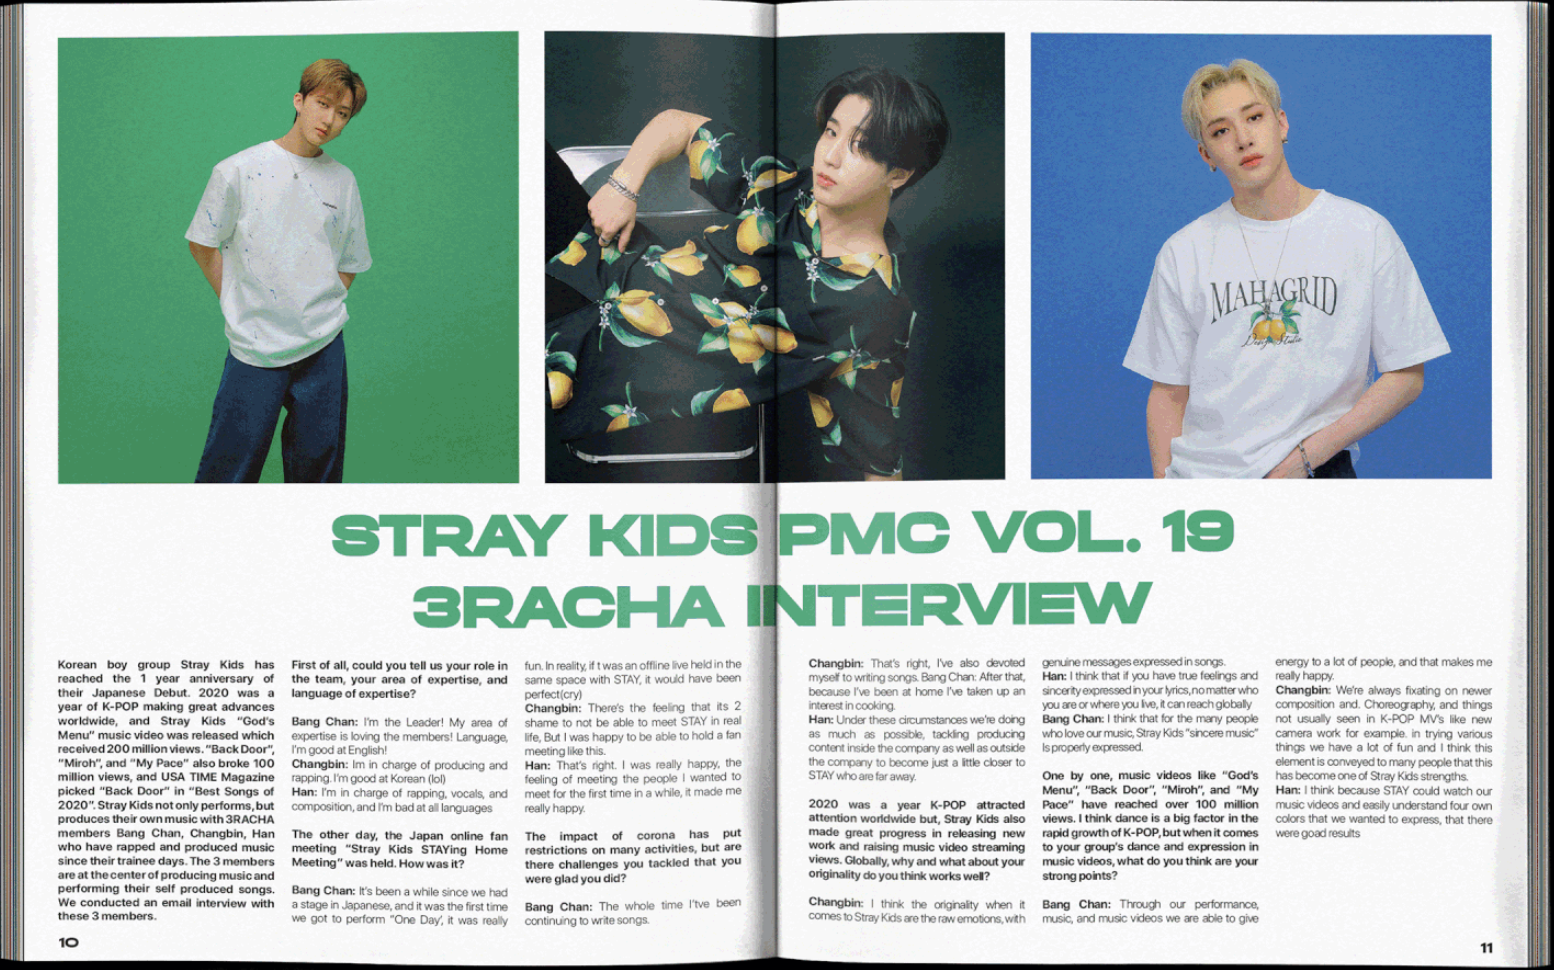 MAHAGRID
Design Studio
STRAY KIDS PMC VOL. 19
3RACHA INTERVIEW
Korean boy group Stray Kids has
reached the 1 year anniversary of
their Japanese Debut. 2020 was a
year of K-POP making great advances
worldwide, and Stray Kids “God's
Menu” music video was released which
received 200 million views. “Back Door”,
“Miroh”, and “My Pace” also broke 100
million views, and USA TIME Magazine
picked “Back Door” in “Best Songs of
2020”. Stray Kids not only performs, but
produces their own music with 3RACHA
members Bang Chan, Changbin, Han
who have rapped and produced music
since their trainee days. The 3 members
are at the center of producing music and
performing their self produced songs.
We conducted an email interview with
these 3 members.
First of all, could you tell us your role in
the team, your area of expertise, and
language of expertise?
Bang Chan: I'm the Leader! My area of
expertise is loving the members! Language,
I'm good at English!
Changbin: Im in charge of producing and
rapping. I'm good at Korean (lol)
Han: I'm in charge of rapping, vocals, and
composition, and I'm bad at all languages
The other day, the Japan online fan
meeting “Stray Kids STAYing Home
Meeting” was held. How was it?
Bang Chan: It's been a while since we had
a stage in Japanese, and it was the first time
we got to perform “One Day', it was really
fun. In reality, if t was an offline live held in the
same space with STAY, it would have been
perfect(cry)
Changbin: There's the feeling that its 2
shame to not be able to meet STAY in real
life, But I was happy to be able to hold a fan
meeting like this.
Han: That's right. I was really happy, the
feeling of meeting the people I wanted to
meet for the first time in a while, it made me
really happy.
The impact of corona has put
restrictions on many activities, but are
there challenges you tackled that you
were glad you did?
Bang Chan: The whole time I'tve been
continuing to write songs.
Changbin: That's right, I've also devoted
myself to writing songs. Bang Chan: After that,
because I've been at home I've taken up an
interest in cooking.
Han: Under these circumstances we're doing
as much as possible, tackling producing
content inside the company as well as outside
the company to become just a little closer to
STAY who are far away.
2020 was a year K-POP attracted
attention worldwide but, Stray Kids also
made great progress in releasing new
work and raising music video streaming
views. Globally, why and what about your
originality do you think works well?
Changbin: I think the originality when it
comes to Stray Kids are the raw emotions, with
genuine messages expressed in songs.
Han: I think that if you have true feelings and
sincerity expressed in your lyrics, no matter who
you are or where you live, it can reach globally
Bang Chan: I think that for the many people
who love our music, Stray Kids “sincere music”
Is properly expressed.
One by one, music videos like “God's
Menu”, “Back Door”, “Miroh”, and “My
Pace” have reached over 100 million
views. I think dance is a big factor in the
rapid growth of K-POP, but when it comes
to your group's dance and expression in
music videos, what do you think are your
strong points?
Bang Chan: Through our performance,
music, and music videos we are able to give
energy to a lot of people, and that makes me
really happy.
Changbin: We're always fixating on newer
composition and. Choreography, and things
not usually seen in K-POP MV's like new
camera work for example. in trying various
things we have a lot of fun and I think this
element is conveyed to many people that this
has become one of Stray Kids strengths.
Han: I think because STAY could watch our
music videos and easily understand four own
colors that we wanted to express, that there
were goad results
10
11